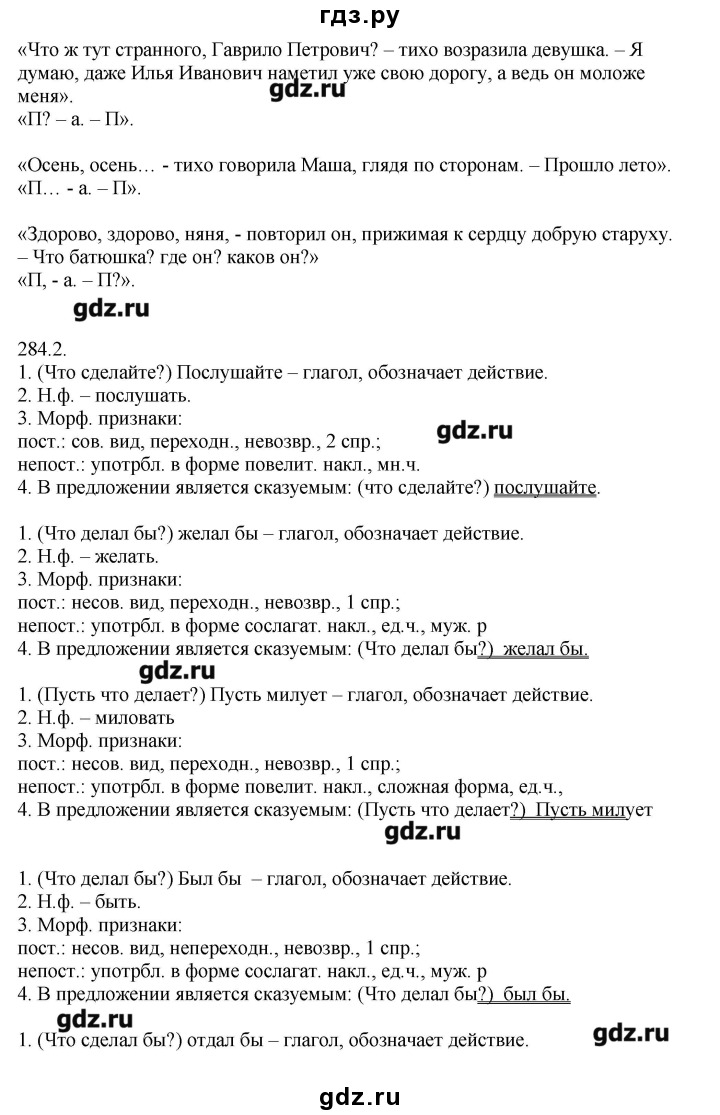 гдз.ру
«Что ж тут странного, Гаврило Петрович? – тихо возразила девушка. – Я
думаю, даже Илья Иванович наметил уже свою дорогу, а ведь он моложе
меня».
gdz.ru
«П? – а. – П».
«Осень, осень… - тихо говорила Маша, глядя по сторонам. – Прошло лето».
«П… - а. – П».
«Здорово, здорово, няня, - повторил он, прижимая к сердцу добрую старуху.
– Что батюшка? где он? каков он?»
«П, - а. – П?».
gdz.ru
284.2.
1. (Что сделайте?) Послушайте – глагол, обозначает действие.
2. Н.ф. – послушать.
3. Морф. признаки:
gdz.ru
пост.: сов. вид, переходн., невозвр., 2 спр.;
непост.: употрбл. в форме повелит. накл., мн.ч.
4. В предложении является сказуемым: (что сделайте?) послушайте.
1. (Что делал бы?) желал бы – глагол, обозначает действие.
2. Н.ф. – желать.
3. Морф. признаки:
пост.: несов. вид, переходн., невозвр., 1 спр.;
непост.: употрбл. в форме сослагат. накл., ед.ч., муж. р
4. В предложении является сказуемым: (Что делал бы?) желал бы.
gdz.ru
1. (Пусть что делает?) Пусть милует – глагол, обозначает действие.
2. Н.ф. – миловать
3. Морф. признаки:
пост.: несов. вид, переходн., невозвр., 1 спр.;
непост.: употрбл. в форме повелит. накл., сложная форма, ед.ч.,
4. В предложении является сказуемым: (Пусть что делает?) Пусть милует
gdz.ru
1. (Что делал бы?) Был бы – глагол, обозначает действие.
2. Н.ф. – быть.
3. Морф. признаки:
пост.: несов. вид, непереходн., невозвр., 1 спр.;
непост.: употрбл. в форме сослагат. накл., ед.ч., муж. р
4. В предложении является сказуемым: (Что делал бы?) был бы.
gdz.ru
1. (Что сделал бы?) отдал бы – глагол, обозначает действие.
gdz.ru
gdz.ru